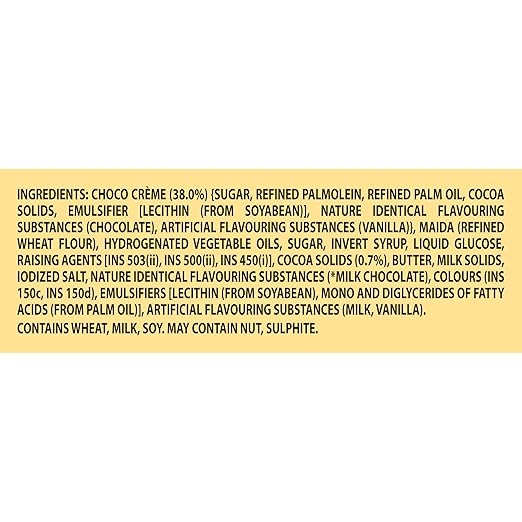 INGREDIENTS: CHOCO CRÈME (38.0%) {SUGAR, REFINED PALMOLEIN, REFINED PALM OIL, COCOA
SOLIDS, EMULSIFIER [LECITHIN (FROM SOYABEAN)], NATURE IDENTICAL FLAVOURING
SUBSTANCES (CHOCOLATE), ARTIFICIAL FLAVOURING SUBSTANCES (VANILLA)}, MAIDA (REFINED
WHEAT FLOUR), HYDROGENATED VEGETABLE OILS, SUGAR, INVERT SYRUP, LIQUID GLUCOSE,
RAISING AGENTS [INS 503(ii), INS 500(ii), INS 450(i)], COCOA SOLIDS (0.7%), BUTTER, MILK SOLIDS,
IODIZED SALT, NATURE IDENTICAL FLAVOURING SUBSTANCES (*MILK CHOCOLATE), COLOURS (INS
150c, INS 150d), EMULSIFIERS [LECITHIN (FROM SOYABEAN), MONO AND DIGLYCERIDES OF FATTY
ACIDS (FROM PALM OIL)], ARTIFICIAL FLAVOURING SUBSTANCES (MILK, VANILLA).
CONTAINS WHEAT, MILK, SOY. MAY CONTAIN NUT, SULPHITE.